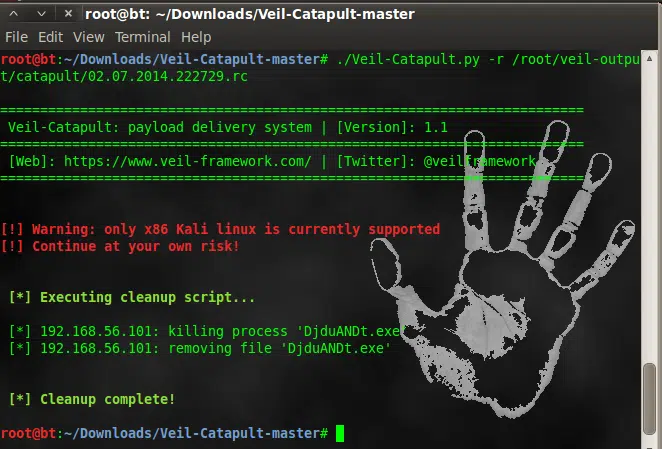 root@bt: ~/Downloads/Veil-Catapult-master
File Edit View Terminal Help
root@bt:~/Downloads/Veil-Catapult-master# ./Veil-Catapult.py -r /root/veil-outpu
t/catapult/02.07.2014.222729.rc
=========================================================================
Veil-Catapult: payload delivery system | [Version]: 1.1
=========================================================================
[Web]: https://www.veil-framework.com/ | [Twitter]: @veilframework
=========================================================================
[!] Warning: only x86 Kali linux is currently supported
[!] Continue at your own risk!
[*] Executing cleanup script...
[*] 192.168.56.101: killing process 'DjduANDt.exe'
[*] 192.168.56.101: removing file 'DjduANDt.exe'
[*] Cleanup complete!
root@bt:~/Downloads/Veil-Catapult-master#